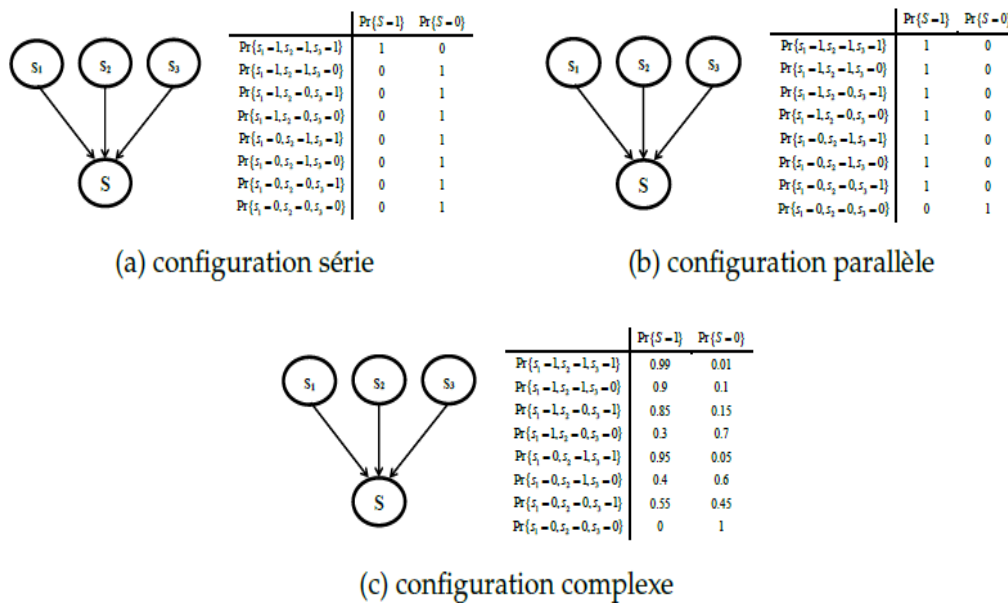 Pr{S=1} Pr{S=0}
Pr{s₁=1,s₂=1,s₃=1} 1 0
Pr{s₁=1,s₂=1,s₃=0} 0 1
Pr{s₁=1,s₂=0,s₃=1} 0 1
Pr{s₁=1,s₂=0,s₃=0} 0 1
Pr{s₁=0,s₂=1,s₃=1} 0 1
Pr{s₁=0,s₂=1,s₃=0} 0 1
Pr{s₁=0,s₂=0,s₃=1} 0 1
Pr{s₁=0,s₂=0,s₃=0} 0 1
S₁ S₂ S₃
S
(a) configuration série
Pr{S=1} Pr{S=0}
Pr{s₁=1,s₂=1,s₃=1} 1 0
Pr{s₁=1,s₂=1,s₃=0} 1 0
Pr{s₁=1,s₂=0,s₃=1} 1 0
Pr{s₁=1,s₂=0,s₃=0} 1 0
Pr{s₁=0,s₂=1,s₃=1} 1 0
Pr{s₁=0,s₂=1,s₃=0} 1 0
Pr{s₁=0,s₂=0,s₃=1} 1 0
Pr{s₁=0,s₂=0,s₃=0} 0 1
S₁ S₂ S₃
S
(b) configuration parallèle
Pr{S=1} Pr{S=0}
Pr{s₁=1,s₂=1,s₃=1} 0.99 0.01
Pr{s₁=1,s₂=1,s₃=0} 0.9 0.1
Pr{s₁=1,s₂=0,s₃=1} 0.85 0.15
Pr{s₁=1,s₂=0,s₃=0} 0.3 0.7
Pr{s₁=0,s₂=1,s₃=1} 0.95 0.05
Pr{s₁=0,s₂=1,s₃=0} 0.4 0.6
Pr{s₁=0,s₂=0,s₃=1} 0.55 0.45
Pr{s₁=0,s₂=0,s₃=0} 0 1
S₁ S₂ S₃
S
(c) configuration complexe